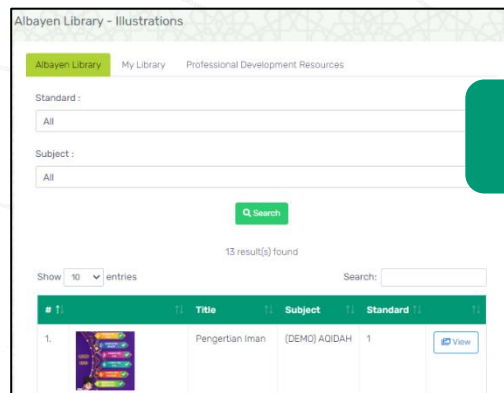 Albayen Library - Illustrations
Albayen Library My Library Professional Development Resources
Standard :
All
Subject :
All
Search
13 result(s) found
Show 10 entries Search:
# Title Subject Standard
1. Pengertian Iman (DEMO) AQIDAH 1 View